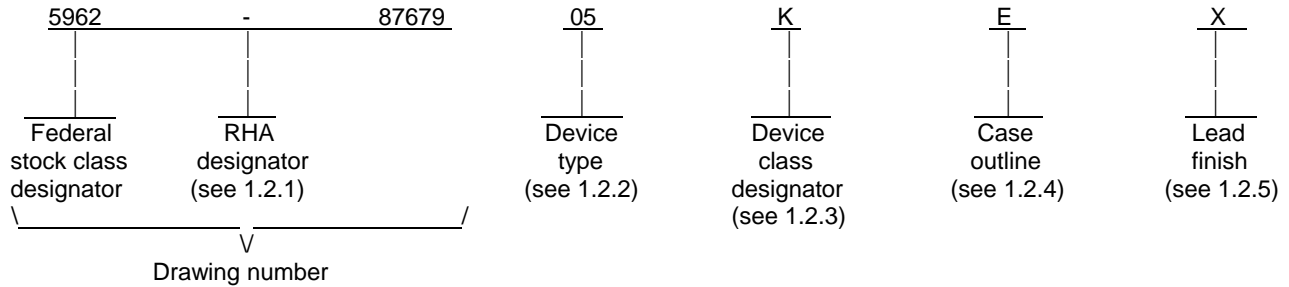 5962 - 87679 05 K E X
Federal RHA Device Device Case Lead
stock class designator type class outline finish
designator (see 1.2.1) (see 1.2.2) designator (see 1.2.4) (see 1.2.5)
(see 1.2.3)
\ /
\/
Drawing number